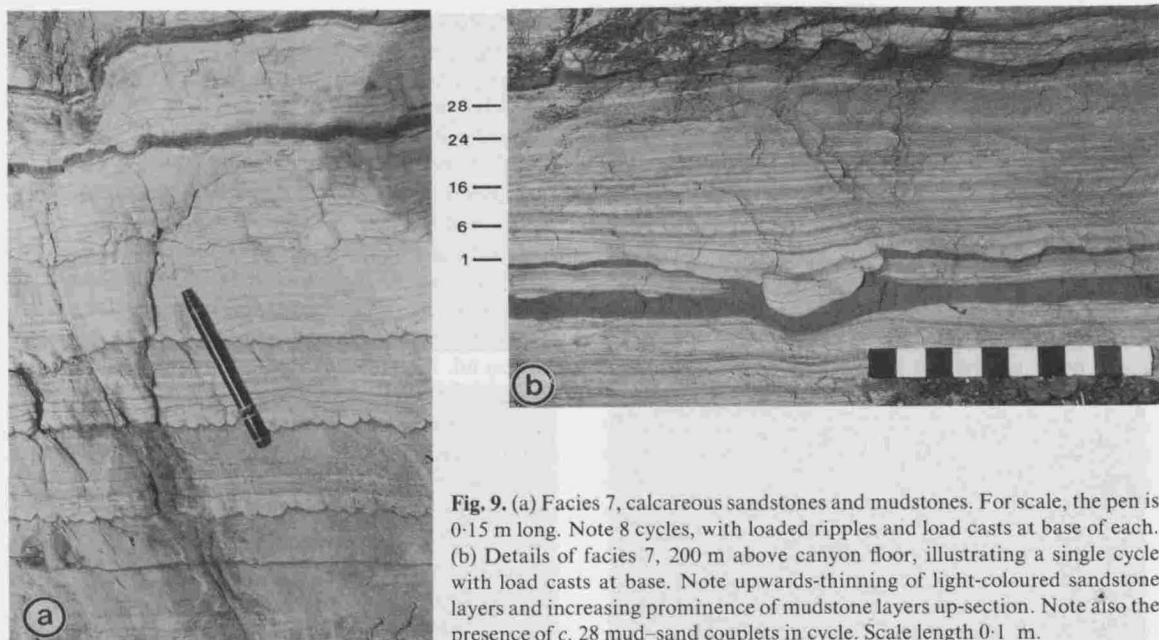 28
24
16
6
1
a
b
Fig. 9. (a) Facies 7, calcareous sandstones and mudstones. For scale, the pen is
0·15 m long. Note 8 cycles, with loaded ripples and load casts at base of each.
(b) Details of facies 7, 200 m above canyon floor, illustrating a single cycle
with load casts at base. Note upwards-thinning of light-coloured sandstone
layers and increasing prominence of mudstone layers up-section. Note also the
presence of c. 28 mud–sand couplets in cycle. Scale length 0·1 m.